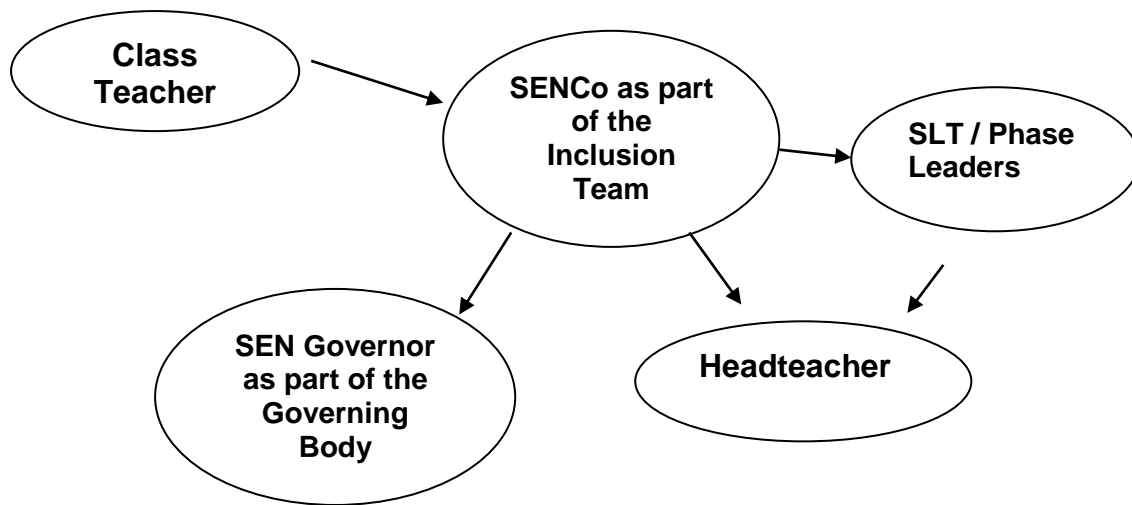 Class
Teacher
SENCo as part
of the
Inclusion
Team
SLT / Phase
Leaders
SEN Governor
as part of the
Governing
Body
Headteacher